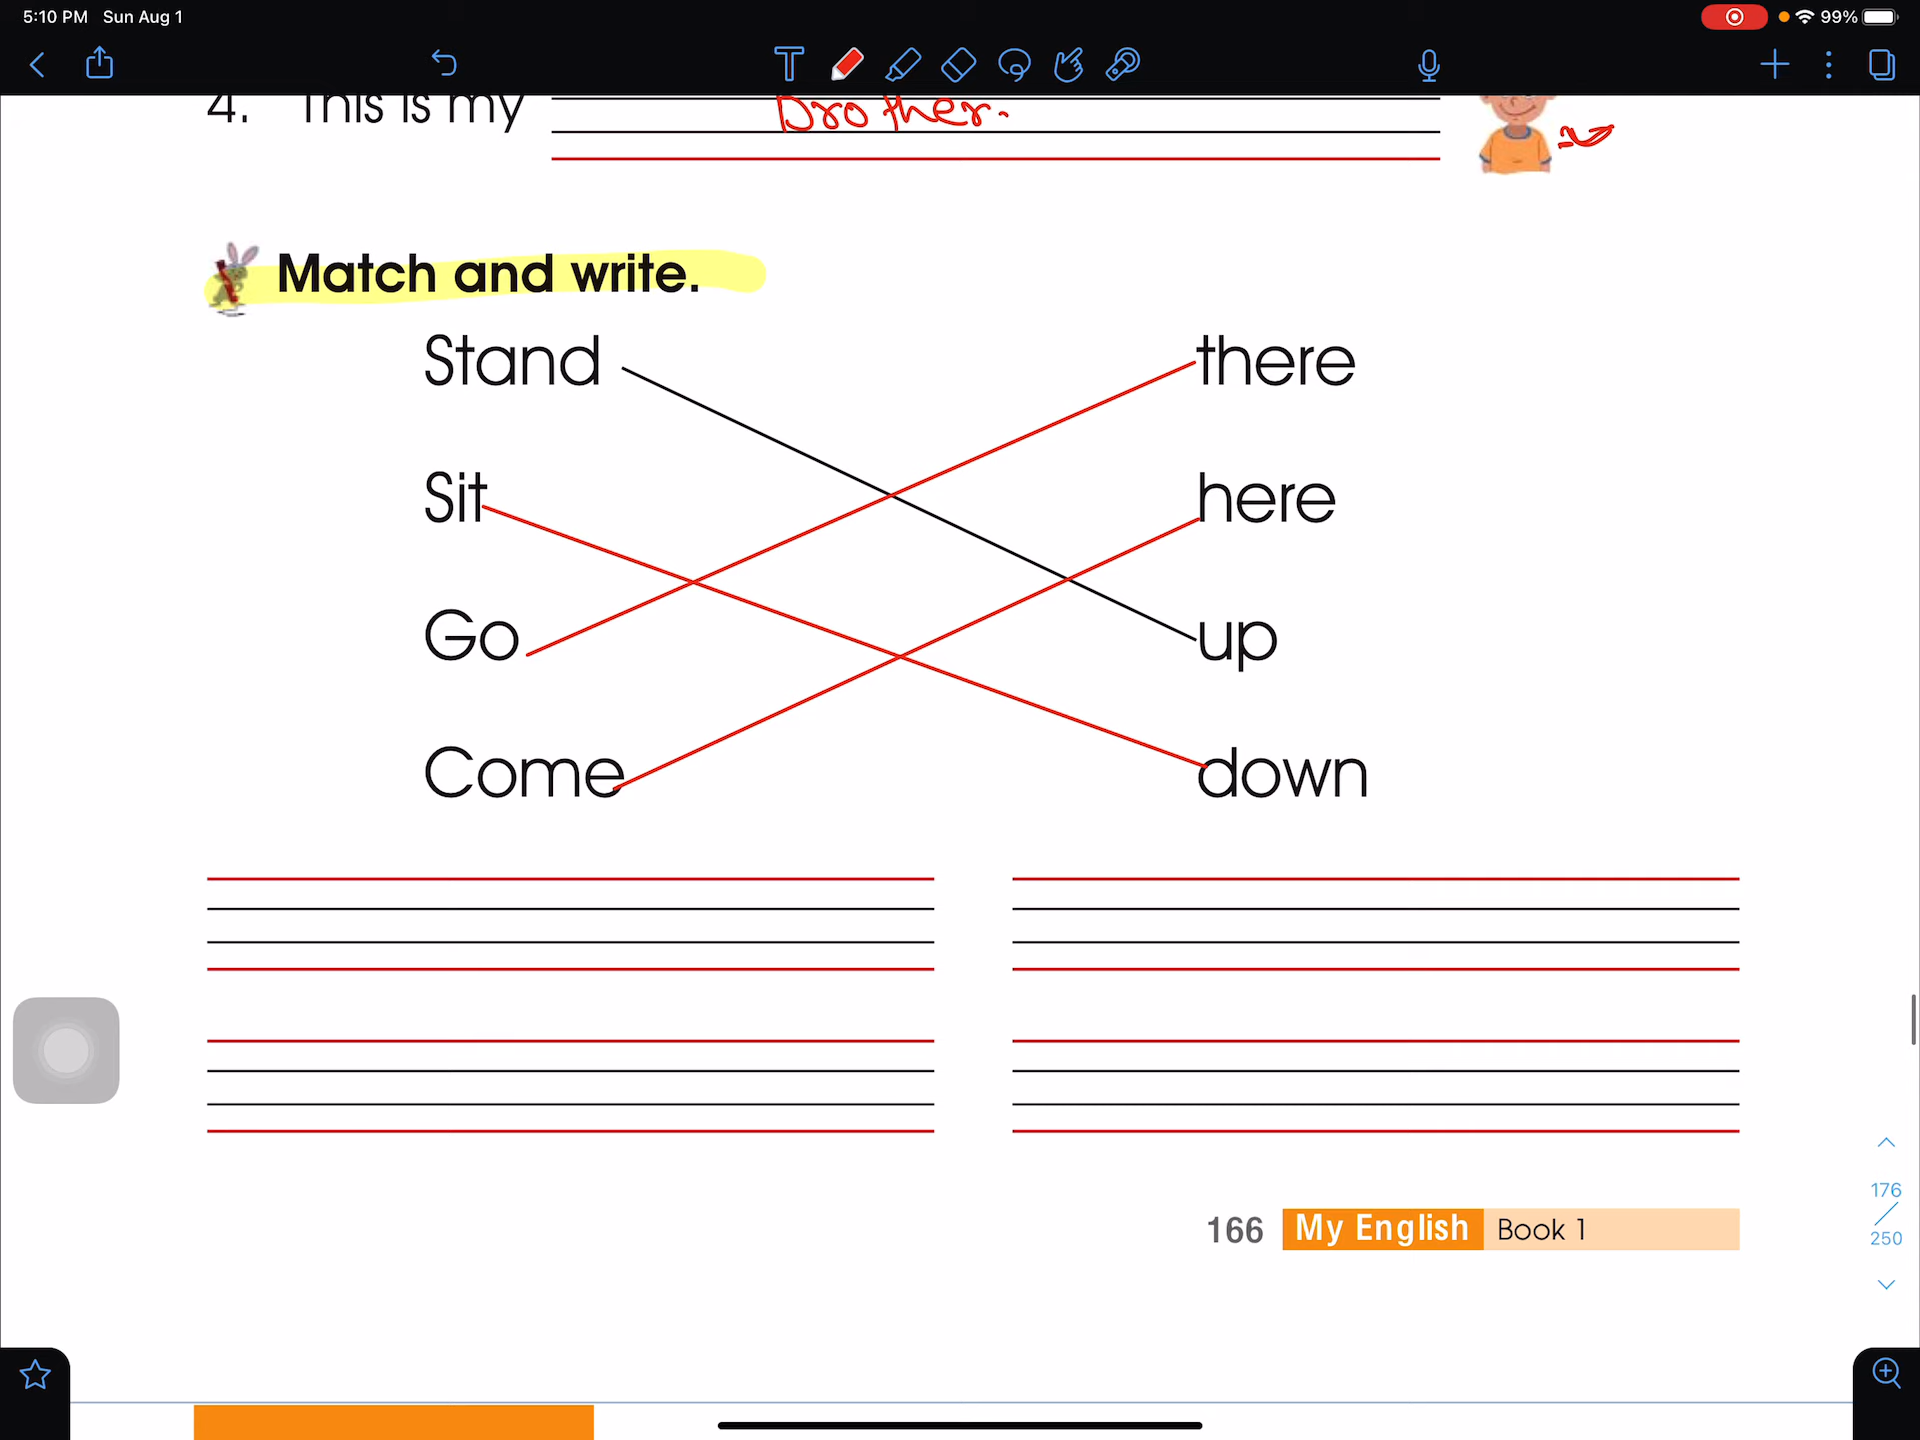 5:10 PM Sun Aug 1 99%
4. This is my brother.
Match and write.
Stand there
Sit here
Go up
Come down
176
250
166 My English Book 1